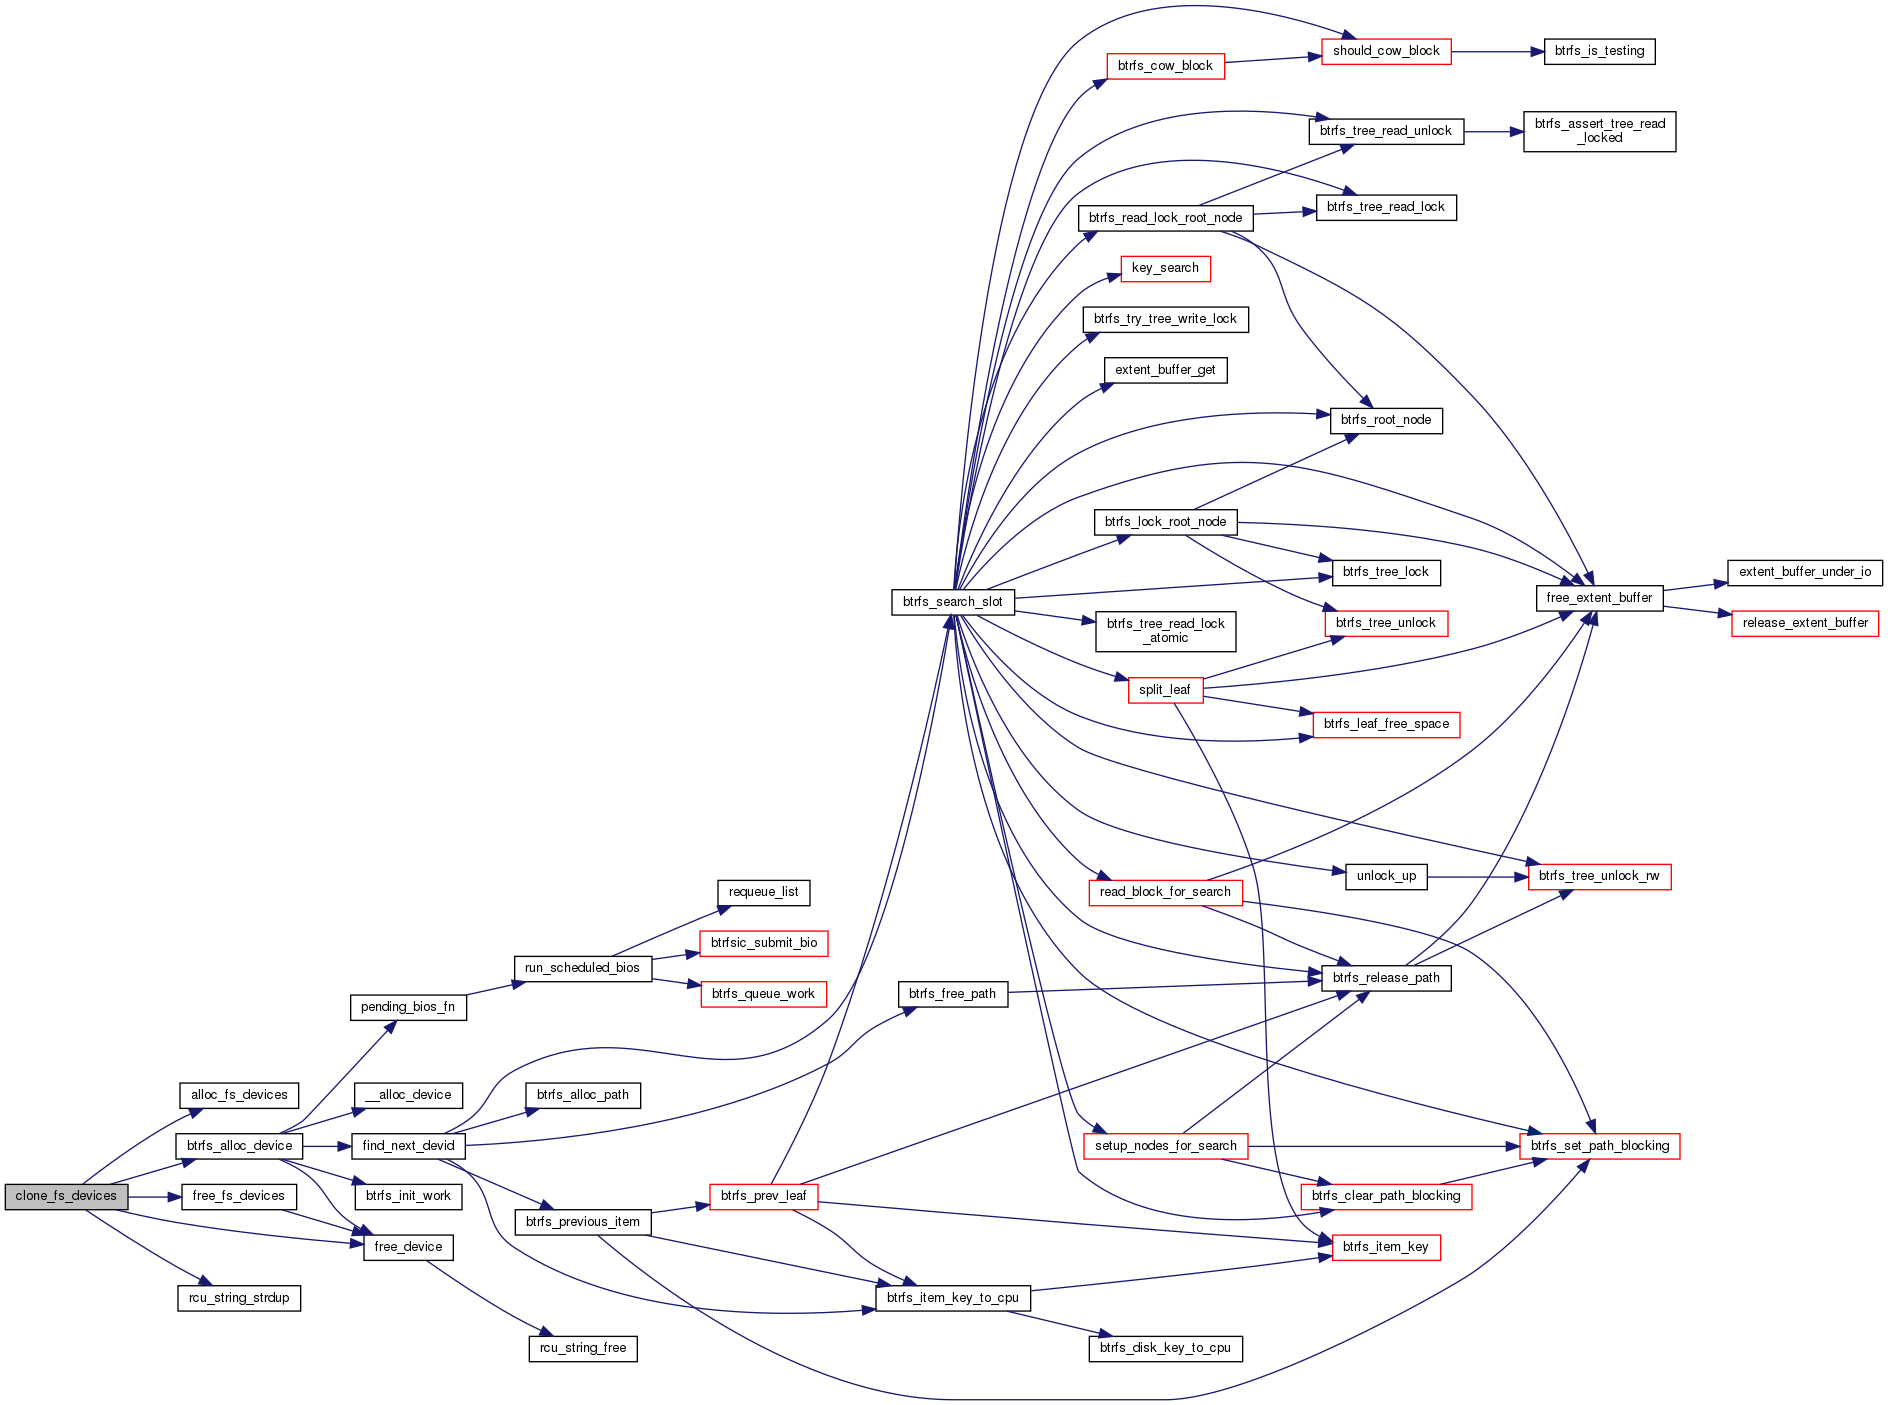 should_cow_block
btrfs_is_testing
btrfs_cow_block
btrfs_tree_read_unlock
btrfs_assert_tree_read
_locked
btrfs_tree_read_lock
btrfs_read_lock_root_node
key_search
btrfs_try_tree_write_lock
extent_buffer_get
btrfs_root_node
btrfs_lock_root_node
btrfs_tree_lock
extent_buffer_under_io
btrfs_search_slot
free_extent_buffer
btrfs_tree_read_lock
_atomic
btrfs_tree_unlock
release_extent_buffer
split_leaf
btrfs_leaf_free_space
unlock_up
btrfs_tree_unlock_rw
requeue_list
read_block_for_search
btrfsic_submit_bio
run_scheduled_bios
btrfs_release_path
btrfs_queue_work
btrfs_free_path
pending_bios_fn
alloc_fs_devices
__alloc_device
btrfs_alloc_path
btrfs_alloc_device
find_next_devid
setup_nodes_for_search
btrfs_set_path_blocking
clone_fs_devices
free_fs_devices
btrfs_init_work
btrfs_prev_leaf
btrfs_clear_path_blocking
btrfs_previous_item
free_device
btrfs_item_key
rcu_string_strdup
btrfs_item_key_to_cpu
rcu_string_free
btrfs_disk_key_to_cpu